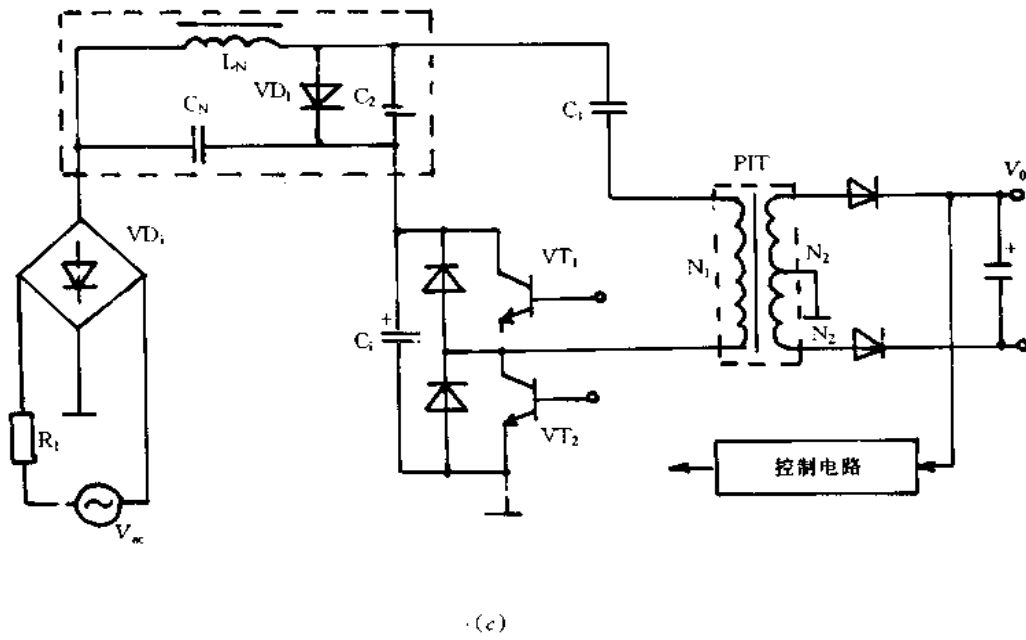 L_N
VD_1
C_2
C_N
C_1
PIT
V_0
VD_i
VT_1
N_1
N_2
C_i
N_2
VT_2
R_1
控制电路
V_ac
(c)